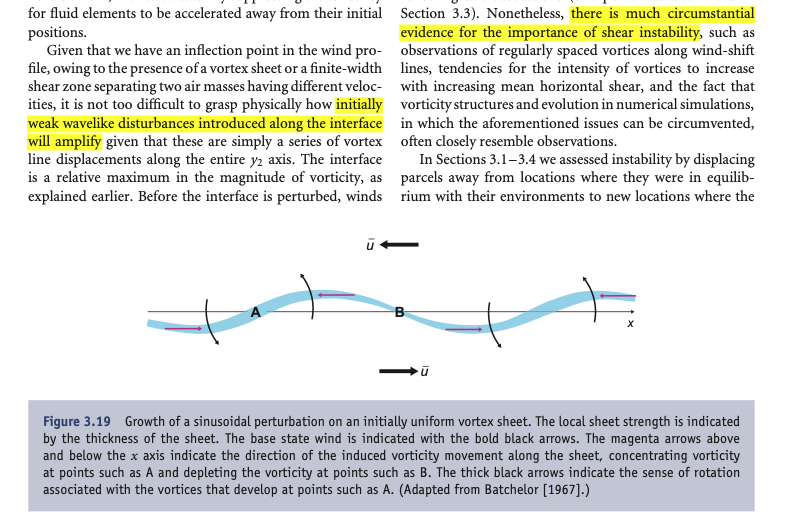 for fluid elements to be accelerated away from their initial
positions.
Given that we have an inflection point in the wind pro-
file, owing to the presence of a vortex sheet or a finite-width
shear zone separating two air masses having different veloc-
ities, it is not too difficult to grasp physically how initially
weak wavelike disturbances introduced along the interface
will amplify given that these are simply a series of vortex
line displacements along the entire y₂ axis. The interface
is a relative maximum in the magnitude of vorticity, as
explained earlier. Before the interface is perturbed, winds
Section 3.3). Nonetheless, there is much circumstantial
evidence for the importance of shear instability, such as
observations of regularly spaced vortices along wind-shift
lines, tendencies for the intensity of vortices to increase
with increasing mean horizontal shear, and the fact that
vorticity structures and evolution in numerical simulations,
in which the aforementioned issues can be circumvented,
often closely resemble observations.
In Sections 3.1–3.4 we assessed instability by displacing
parcels away from locations where they were in equilib-
rium with their environments to new locations where the
ū
A
B
x
ū
Figure 3.19 Growth of a sinusoidal perturbation on an initially uniform vortex sheet. The local sheet strength is indicated
by the thickness of the sheet. The base state wind is indicated with the bold black arrows. The magenta arrows above
and below the x axis indicate the direction of the induced vorticity movement along the sheet, concentrating vorticity
at points such as A and depleting the vorticity at points such as B. The thick black arrows indicate the sense of rotation
associated with the vortices that develop at points such as A. (Adapted from Batchelor [1967].)